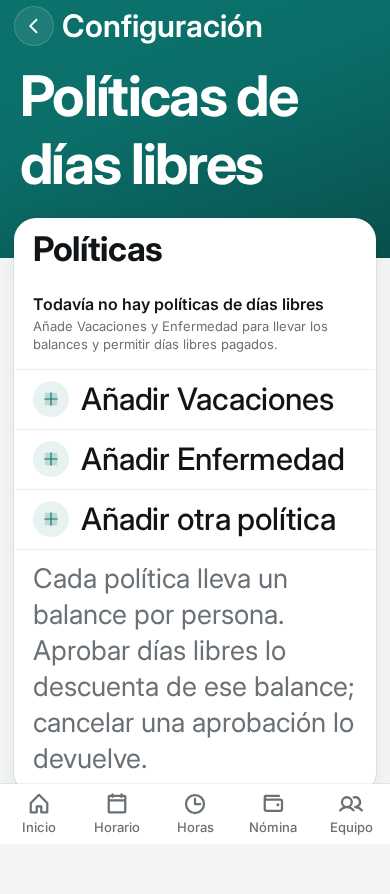 Configuración
Políticas de
días libres
Políticas
Todavía no hay políticas de días libres
Añade Vacaciones y Enfermedad para llevar los
balances y permitir días libres pagados.
Añadir Vacaciones
Añadir Enfermedad
Añadir otra política
Cada política lleva un
balance por persona.
Aprobar días libres lo
descuenta de ese balance;
cancelar una aprobación lo
devuelve.
Inicio
Horario
Horas
Nómina
Equipo